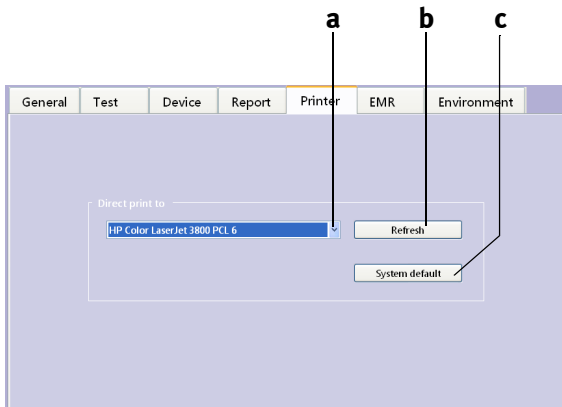 a b c
General Test Device Report Printer EMR Environment
Direct print to
HP Color LaserJet 3800 PCL 6 Refresh
System default